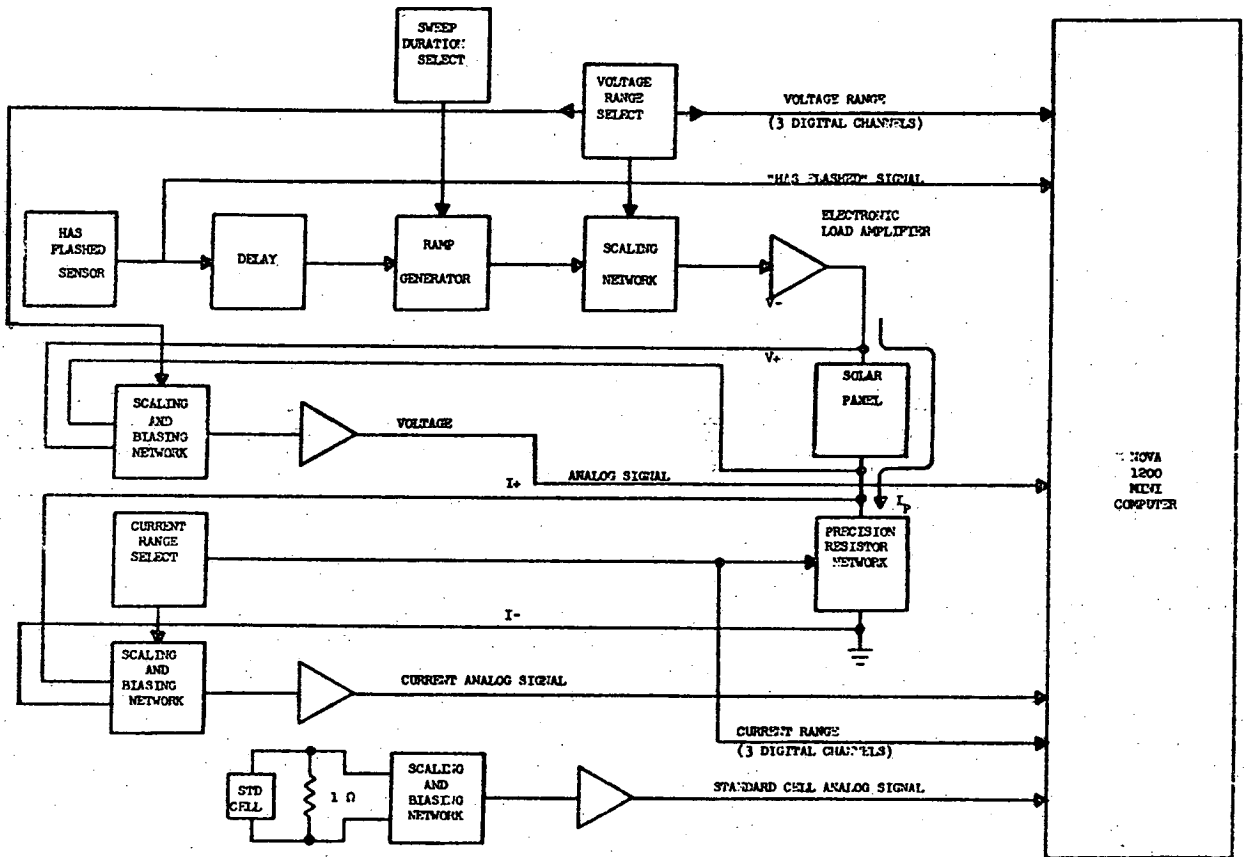 SWEEP
DURATION
SELECT
VOLTAGE
RANGE
SELECT
VOLTAGE RANGE
(3 DIGITAL CHANNELS)
"HAS FLASHED" SIGNAL
HAS
FLASHED
SENSOR
DELAY
RAMP
GENERATOR
SCALING
NETWORK
ELECTRONIC
LOAD AMPLIFIER
V-
V+
SOLAR
PANEL
SCALING
AND
BIASING
NETWORK
VOLTAGE
ANALOG SIGNAL
I+
Ip
NOVA
1200
MINI
COMPUTER
CURRENT
RANGE
SELECT
PRECISION
RESISTOR
NETWORK
I-
SCALING
AND
BIASING
NETWORK
CURRENT ANALOG SIGNAL
CURRENT RANGE
(3 DIGITAL CHANNELS)
STD
CELL
1 Ω
SCALING
AND
BIASING
NETWORK
STANDARD CELL ANALOG SIGNAL